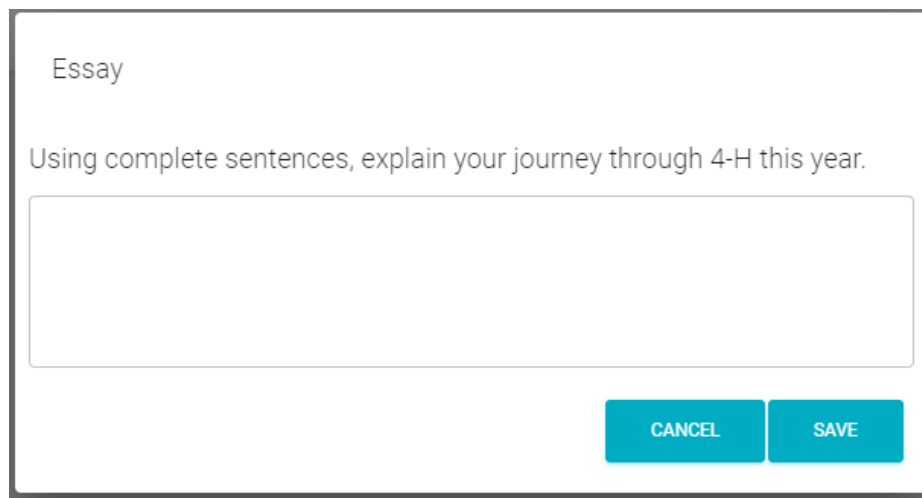 Essay
Using complete sentences, explain your journey through 4-H this year.
CANCEL SAVE